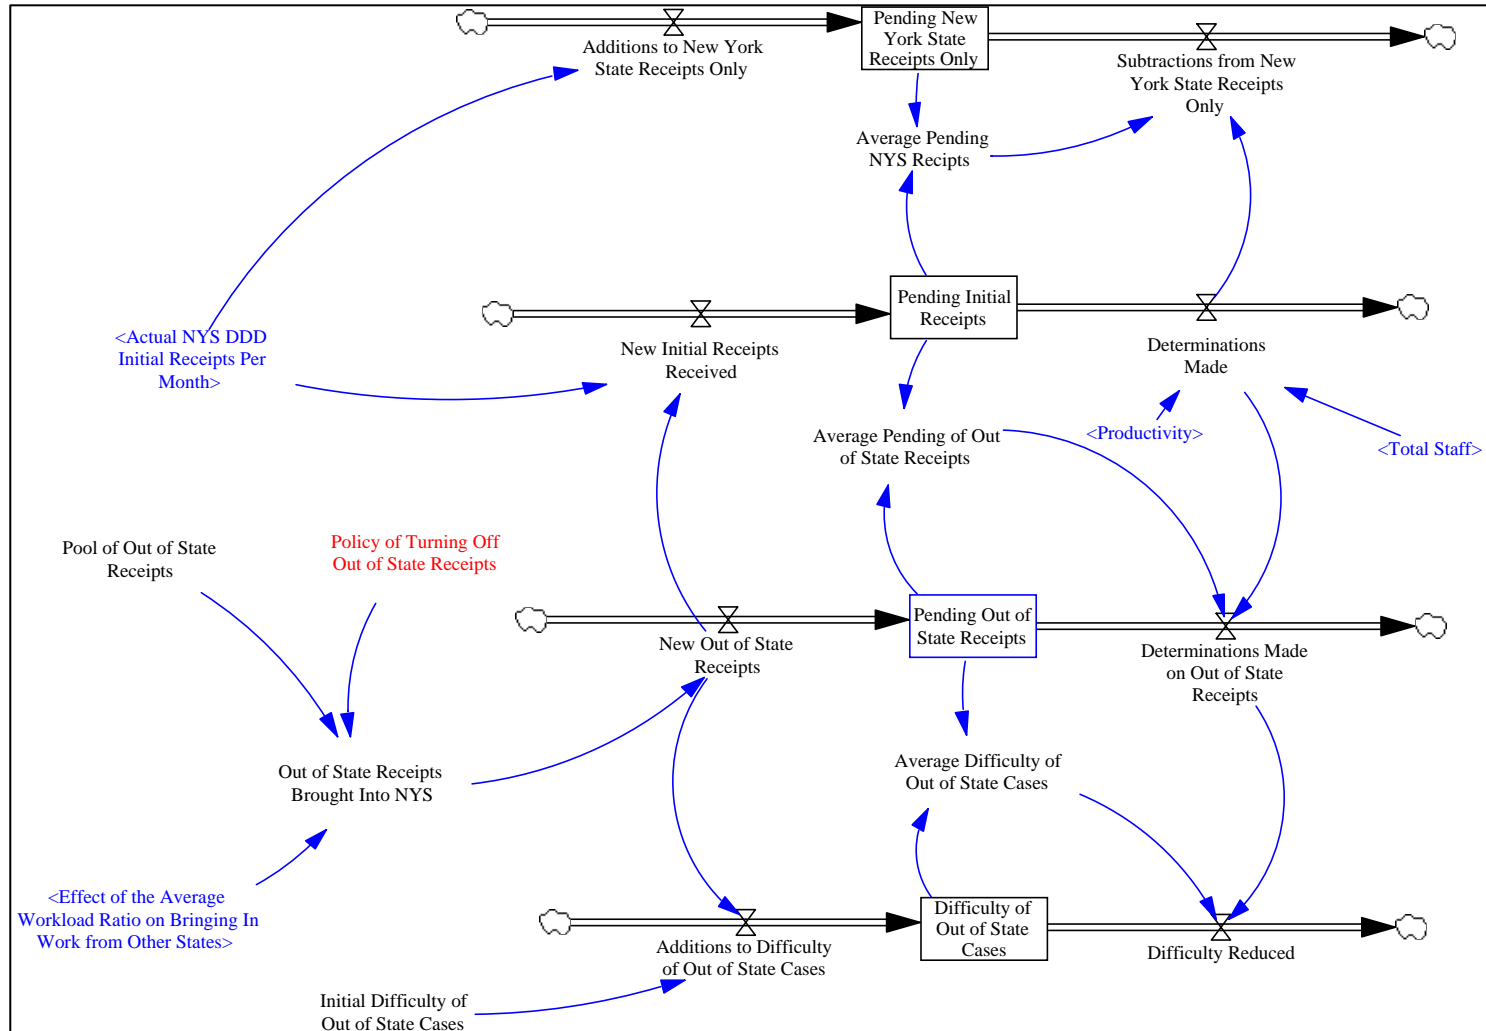 Pending New
York State
Receipts Only
Additions to New York
State Receipts Only
Subtractions from New
York State Receipts
Only
Average Pending
NYS Recipts
Pending Initial
Receipts
<Actual NYS DDD
Initial Receipts Per
Month>
New Initial Receipts
Received
Determinations
Made
Average Pending of Out
of State Receipts
<Productivity>
<Total Staff>
Pool of Out of State
Receipts
Policy of Turning Off
Out of State Receipts
Pending Out of
State Receipts
New Out of State
Receipts
Determinations Made
on Out of State
Receipts
Out of State Receipts
Brought Into NYS
Average Difficulty of
Out of State Cases
<Effect of the Average
Workload Ratio on Bringing In
Work from Other States>
Difficulty of
Out of State
Cases
Additions to Difficulty
of Out of State Cases
Difficulty Reduced
Initial Difficulty of
Out of State Cases